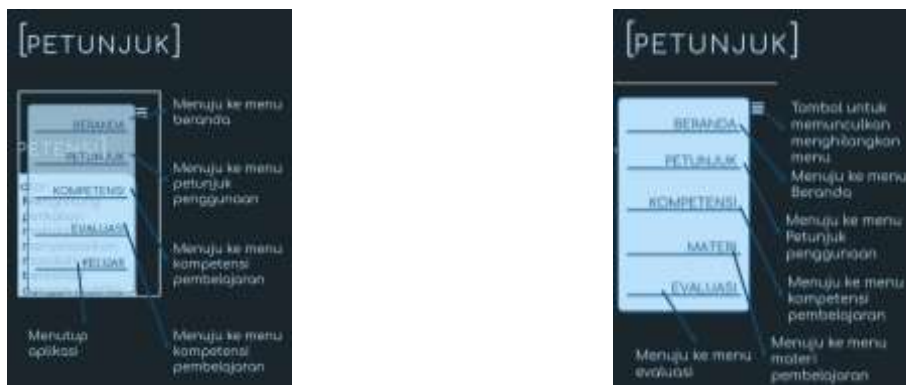 [PETUNJUK]
BERANDA
PETUNJUK
KOMPETENSI
EVALUASI
KELUAR
Menuju ke menu
beranda
Menuju ke menu
petunjuk
penggunaan
Menuju ke menu
kompetensi
pembelajaran
Menuju ke menu
kompetensi
pembelajaran
Menutup
aplikasi
[PETUNJUK]
BERANDA
PETUNJUK
KOMPETENSI
MATERI
EVALUASI
Tombol untuk
memunculkan
menghilangkan
menu
Menuju ke menu
Beranda
Menuju ke menu
Petunjuk
penggunaan
Menuju ke menu
kompetensi
pembelajaran
Menuju ke menu
materi
pembelajaran
Menuju ke menu
evaluasi